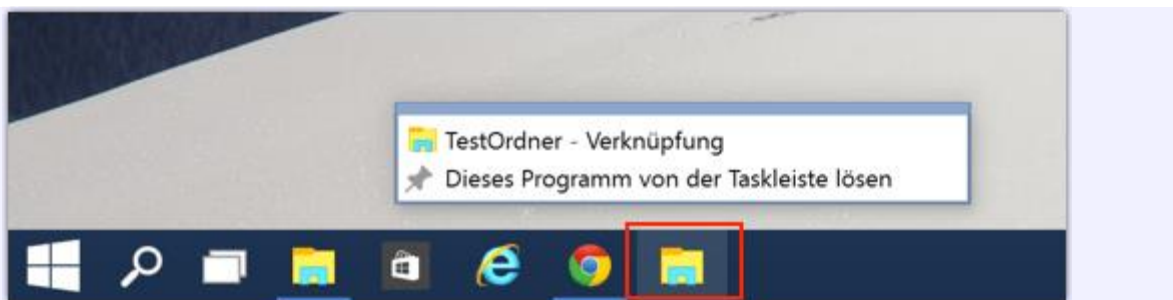 TestOrdner - Verknüpfung
Dieses Programm von der Taskleiste lösen